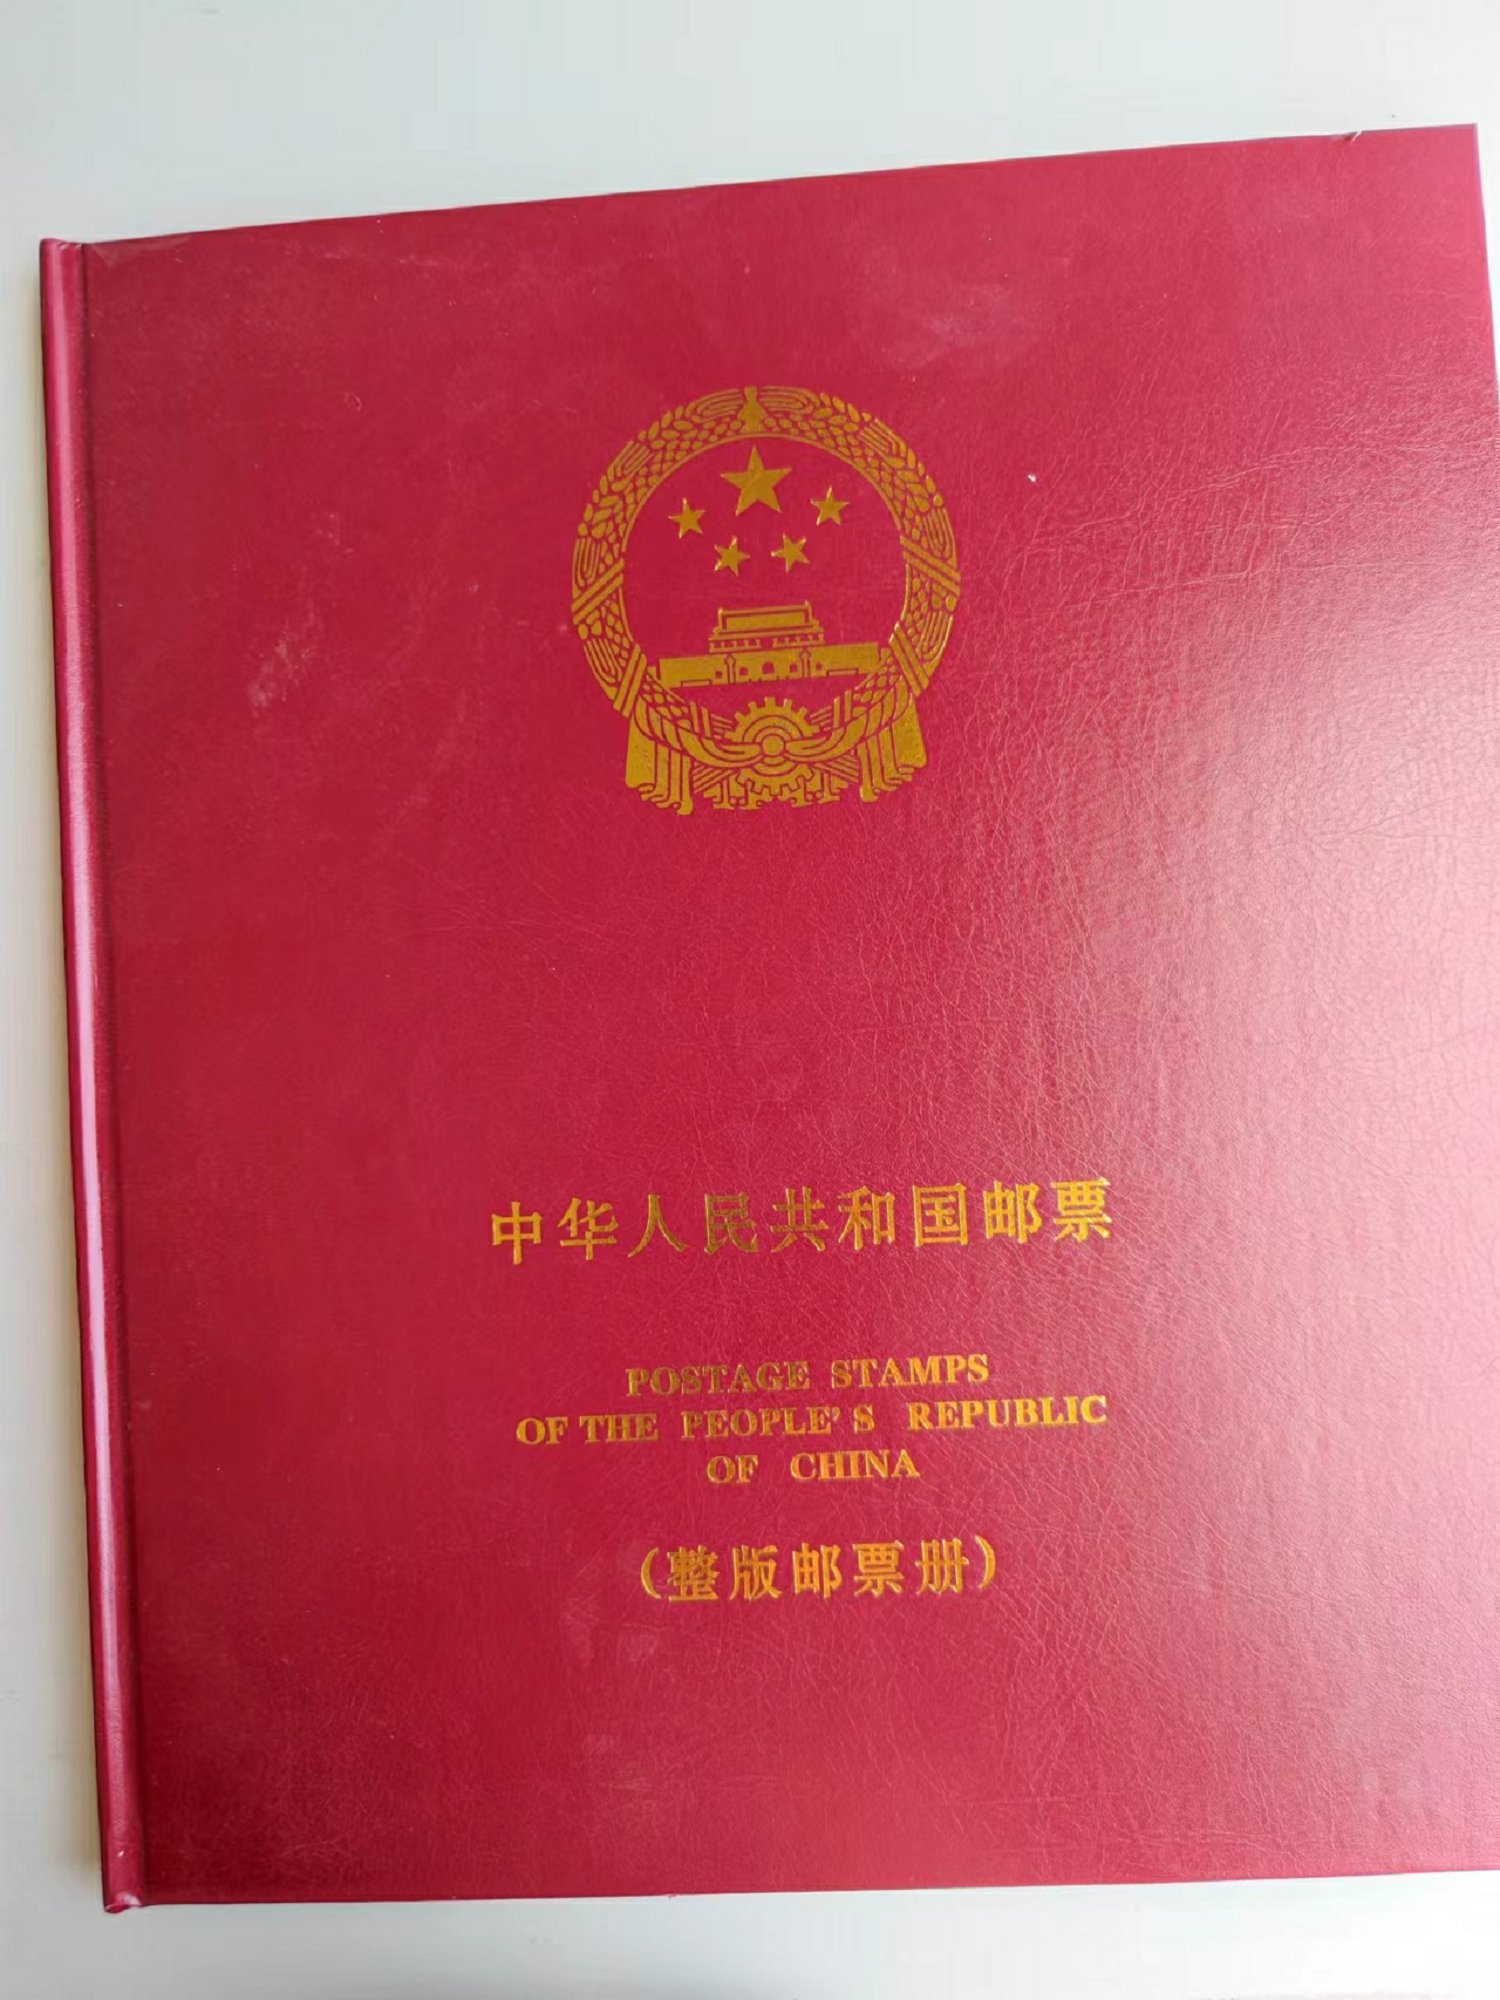 中华人民共和国邮票
POSTAGE STAMPS
OF THE PEOPLE'S REPUBLIC
OF CHINA
(整版邮票册)